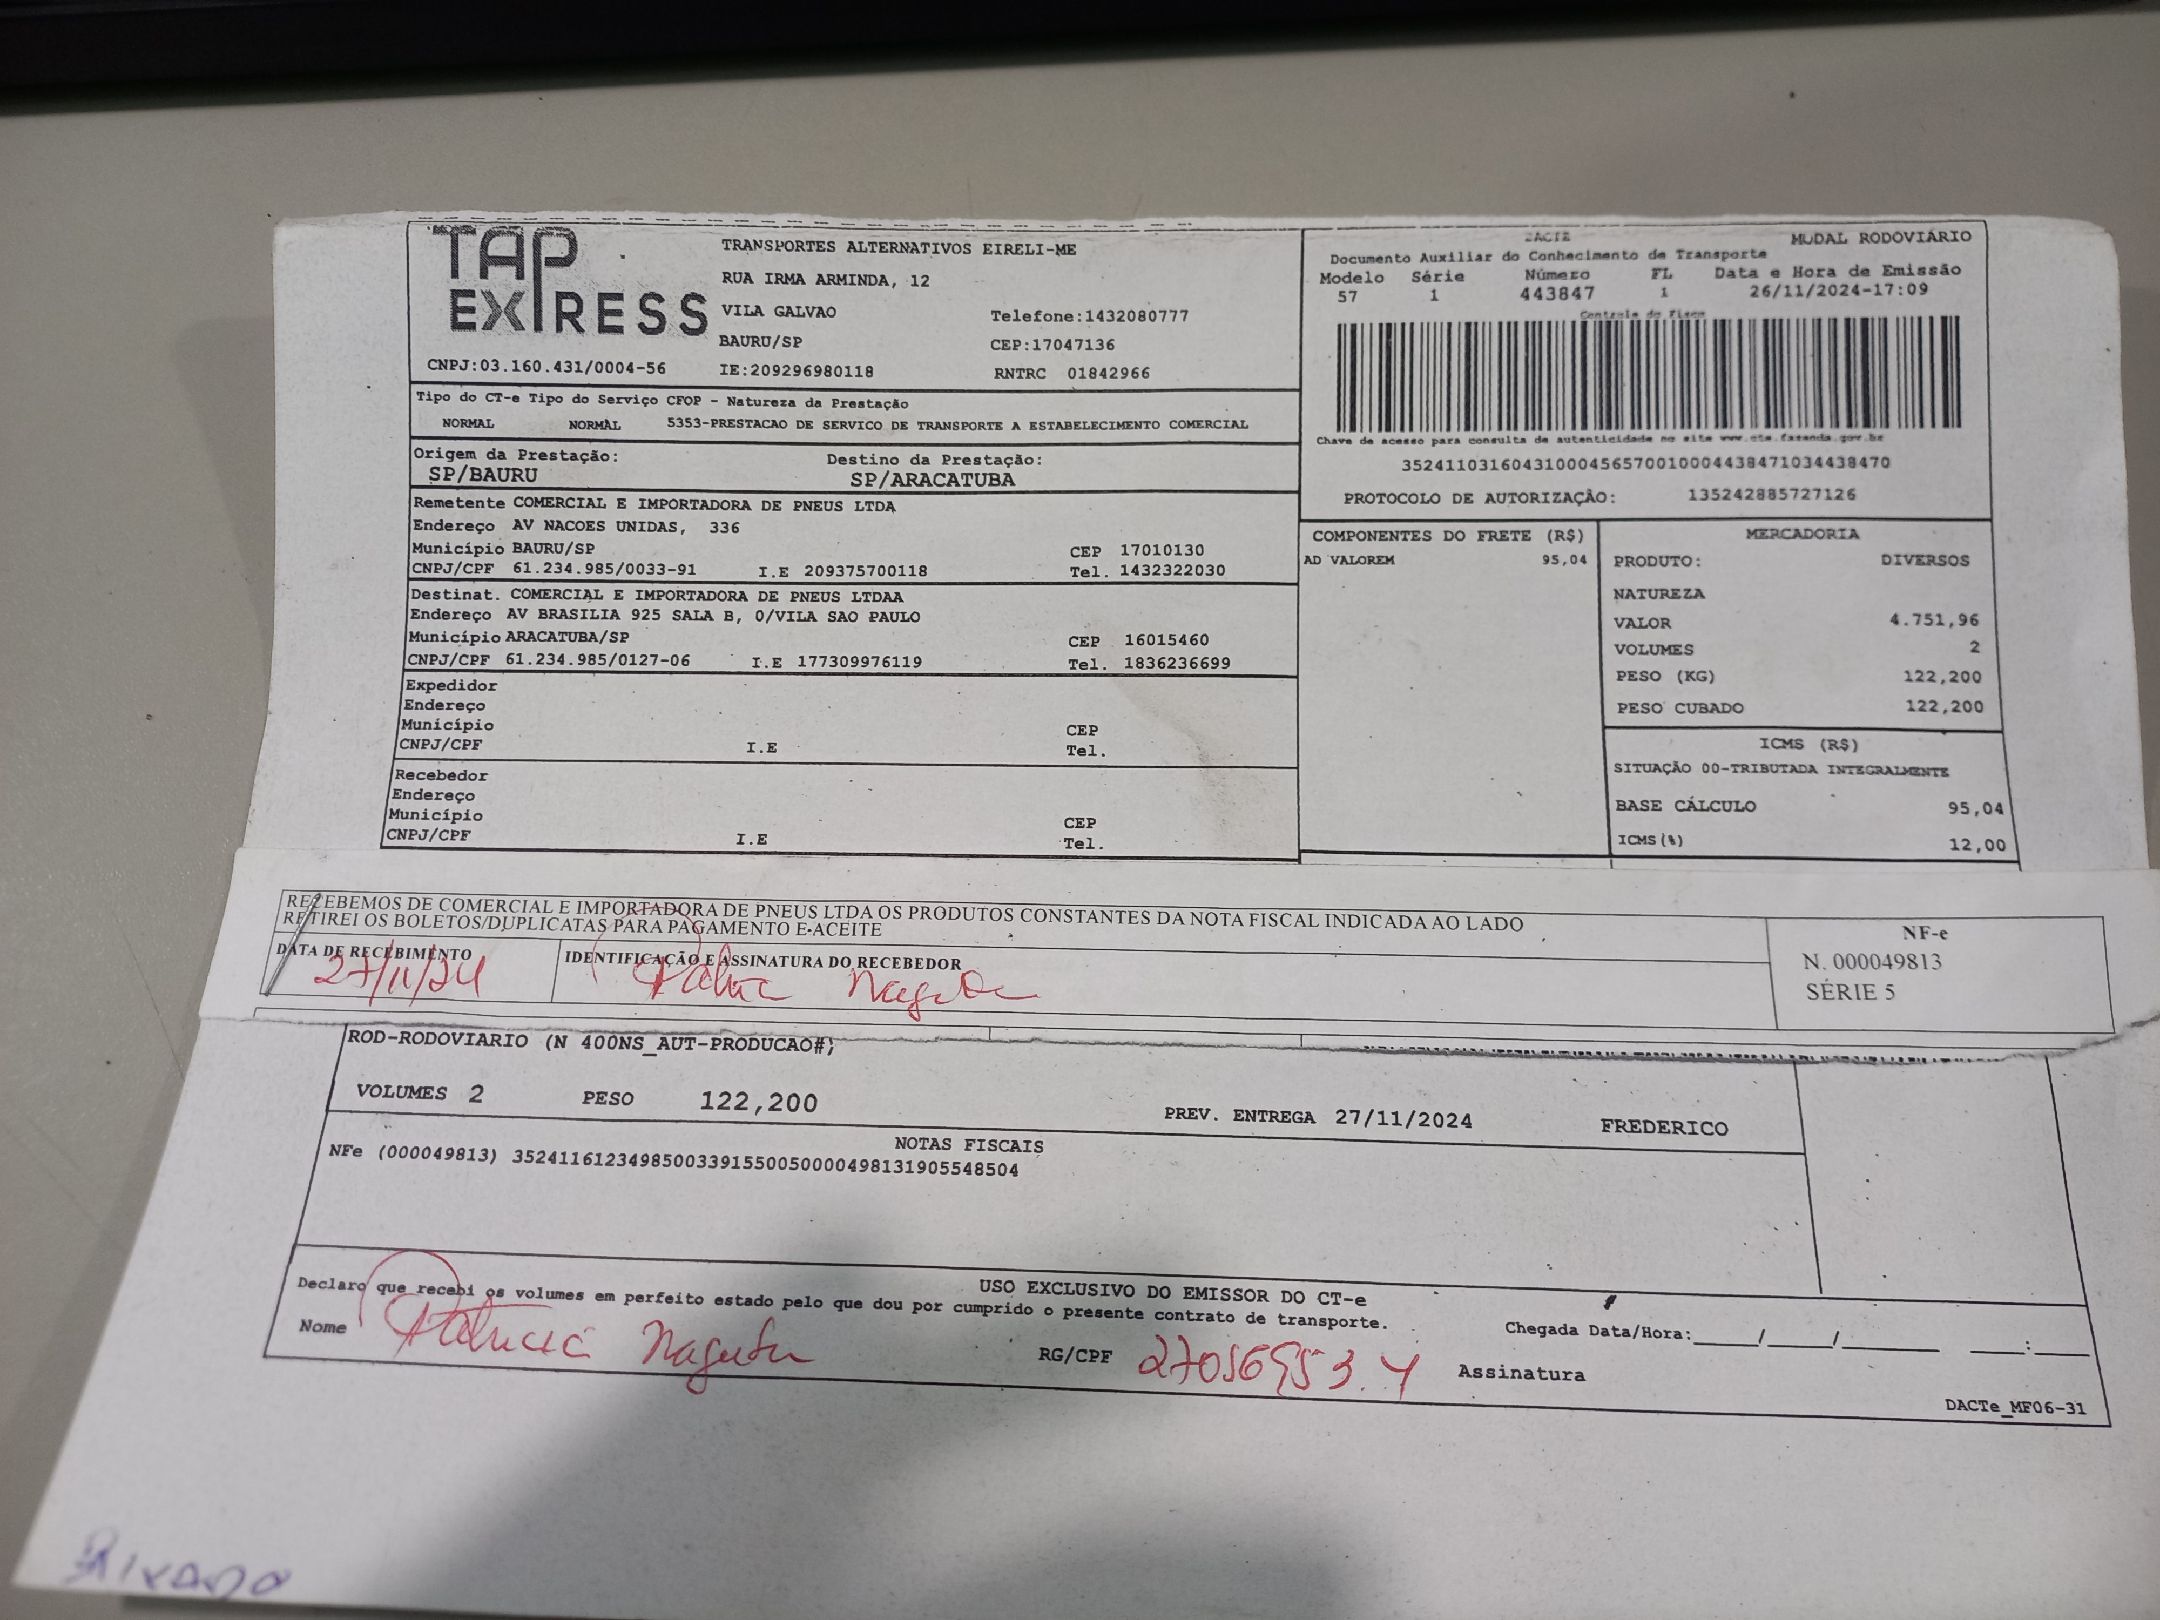 TAP EXPRESS
TRANSPORTES ALTERNATIVOS EIRELI-ME
RUA IRMA ARMINDA, 12
VILA GALVAO Telefone:1432080777
BAURU/SP CEP:17047136
CNPJ:03.160.431/0004-56 IE:209296980118 RNTRC 01842966
DACTE MODAL RODOVIÁRIO
Documento Auxiliar do Conhecimento de Transporte
Modelo Série Número FL Data e Hora de Emissão
57 1 443847 1 26/11/2024-17:09
Controle do Fisco
Chave de acesso para consulta de autenticidade no site www.cte.fazenda.gov.br
35241103160431000456570010004438471034438470
PROTOCOLO DE AUTORIZAÇÃO: 135242885727126
Tipo do CT-e Tipo do Serviço CFOP - Natureza da Prestação
NORMAL NORMAL 5353-PRESTACAO DE SERVICO DE TRANSPORTE A ESTABELECIMENTO COMERCIAL
Origem da Prestação: Destino da Prestação:
SP/BAURU SP/ARACATUBA
Remetente COMERCIAL E IMPORTADORA DE PNEUS LTDA
Endereço AV NACOES UNIDAS, 336
Município BAURU/SP CEP 17010130
CNPJ/CPF 61.234.985/0033-91 I.E 209375700118 Tel. 1432322030
Destinat. COMERCIAL E IMPORTADORA DE PNEUS LTDAA
Endereço AV BRASILIA 925 SALA B, 0/VILA SAO PAULO
Município ARACATUBA/SP CEP 16015460
CNPJ/CPF 61.234.985/0127-06 I.E 177309976119 Tel. 1836236699
Expedidor
Endereço
Município CEP
CNPJ/CPF I.E Tel.
Recebedor
Endereço
Município CEP
CNPJ/CPF I.E Tel.
COMPONENTES DO FRETE (R$)
AD VALOREM 95,04
MERCADORIA
PRODUTO: DIVERSOS
NATUREZA
VALOR 4.751,96
VOLUMES 2
PESO (KG) 122,200
PESO CUBADO 122,200
ICMS (R$)
SITUAÇÃO 00-TRIBUTADA INTEGRALMENTE
BASE CÁLCULO 95,04
ICMS(%) 12,00
RECEBEMOS DE COMERCIAL E IMPORTADORA DE PNEUS LTDA OS PRODUTOS CONSTANTES DA NOTA FISCAL INDICADA AO LADO
RETIREI OS BOLETOS/DUPLICATAS PARA PAGAMENTO E-ACEITE
DATA DE RECEBIMENTO IDENTIFICAÇÃO E ASSINATURA DO RECEBEDOR
27/11/24
NF-e
N. 000049813
SÉRIE 5
ROD-RODOVIARIO (N 400NS_AUT-PRODUCAO#;
VOLUMES 2 PESO 122,200 PREV. ENTREGA 27/11/2024 FREDERICO
NOTAS FISCAIS
NFe (000049813) 35241161234985003391550050000498131905548504
USO EXCLUSIVO DO EMISSOR DO CT-e
Declaro que recebi os volumes em perfeito estado pelo que dou por cumprido o presente contrato de transporte.
Nome RG/CPF Assinatura
Chegada Data/Hora:____/____/______ ___:___
DACTe_MF06-31